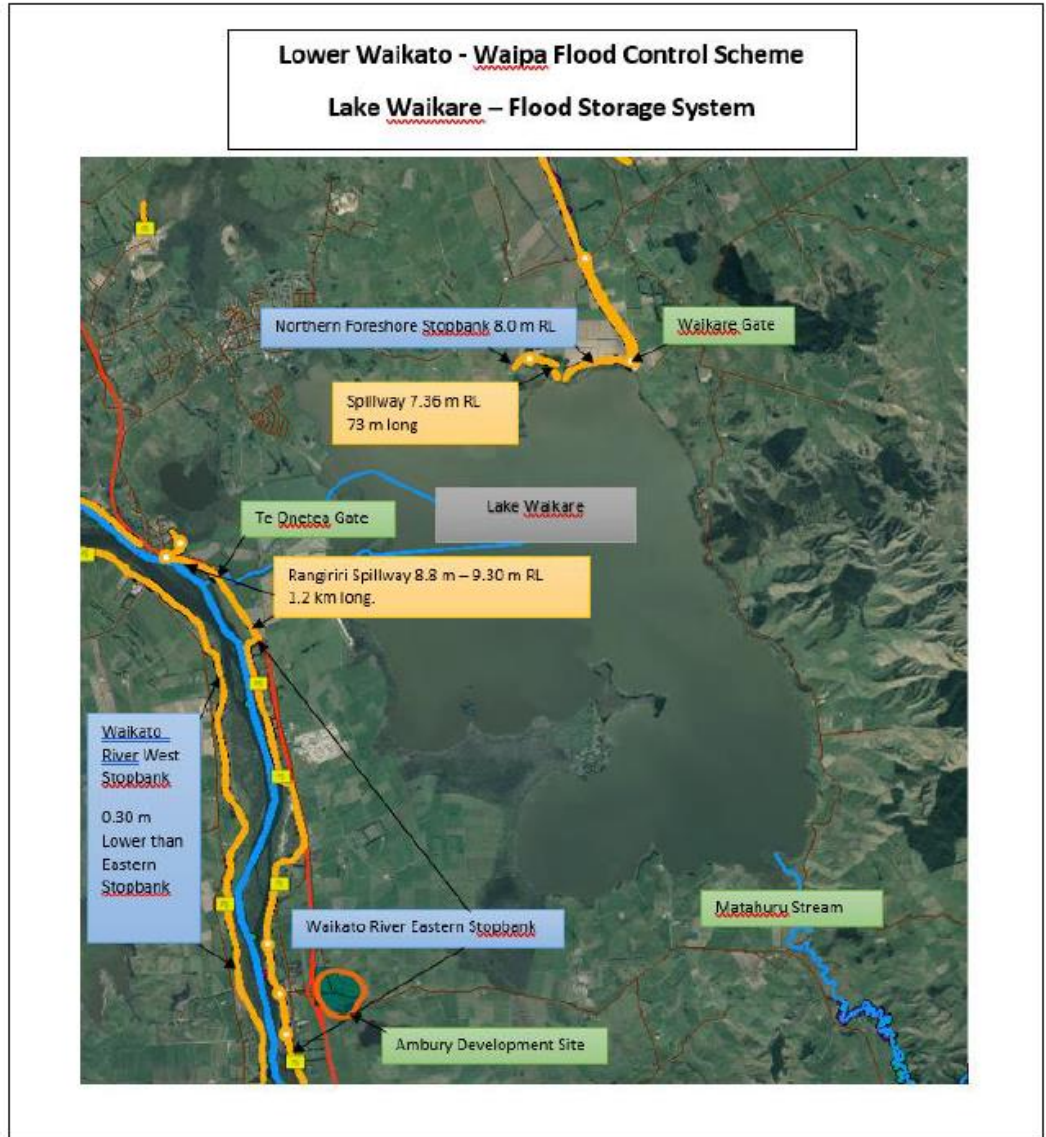 Lower Waikato - Waipa Flood Control Scheme
Lake Waikare – Flood Storage System
Northern Foreshore Stopbank 8.0 m RL
Waikare Gate
Spillway 7.36 m RL
73 m long
Lake Waikare
Te Onetea Gate
Rangiriri Spillway 8.8 m – 9.30 m RL
1.2 km long.
Waikato
River West
Stopbank
0.30 m
Lower than
Eastern
Stopbank
Waikato River Eastern Stopbank
Matahuru Stream
Ambury Development Site